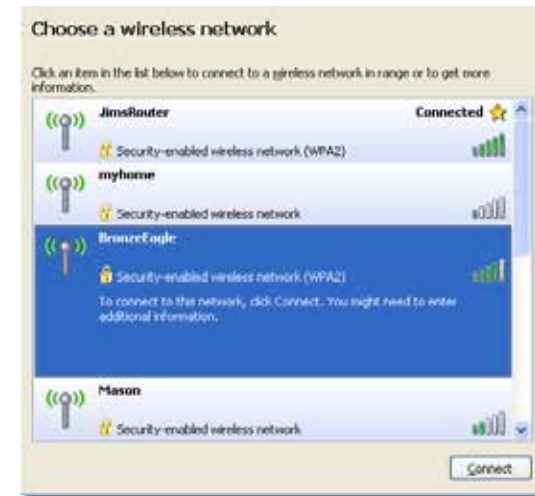 Choose a wireless network
Click an item in the list below to connect to a wireless network in range or to get more
information.
JimsRouter Connected
Security-enabled wireless network (WPA2)
myhome
Security-enabled wireless network
BronzeEagle
Security-enabled wireless network (WPA2)
To connect to this network, click Connect. You might need to enter
additional information.
Mason
Security-enabled wireless network
Connect